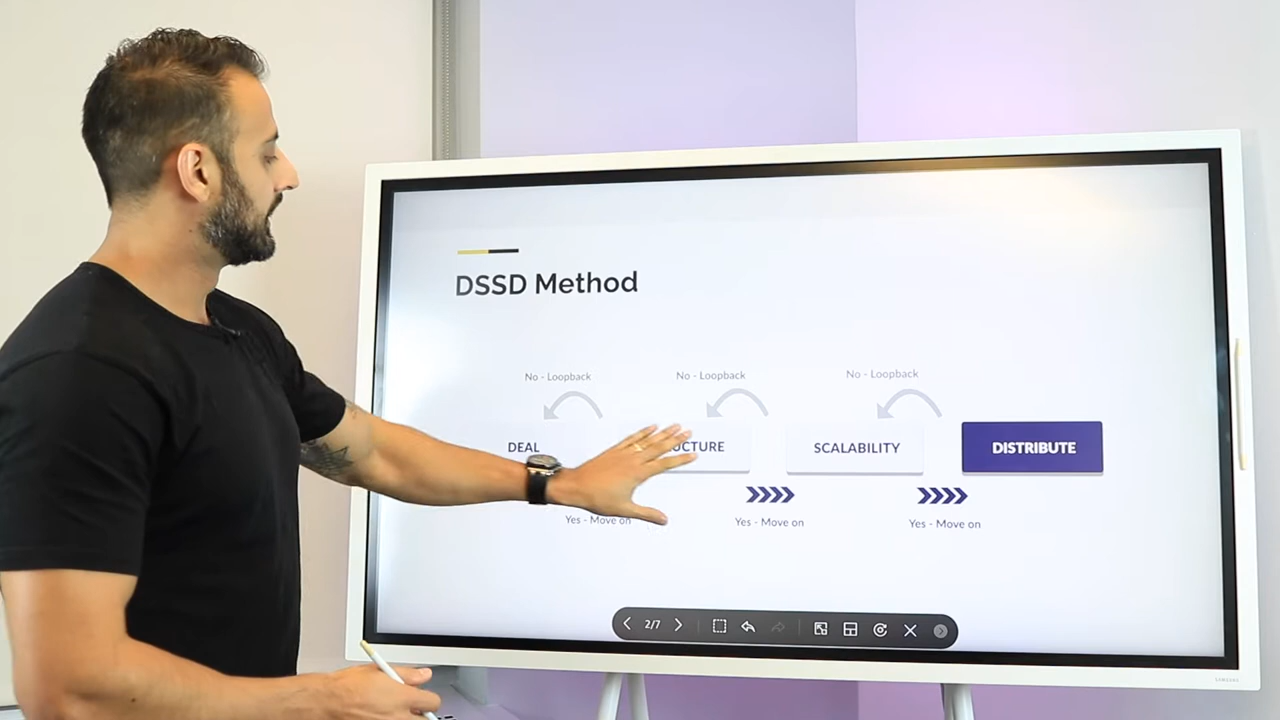 DSSD Method
No - Loopback
No - Loopback
No - Loopback
DEAL
UCTURE
SCALABILITY
DISTRIBUTE
Yes - Move on
Yes - Move on
Yes - Move on
2/7
SAMSUNG